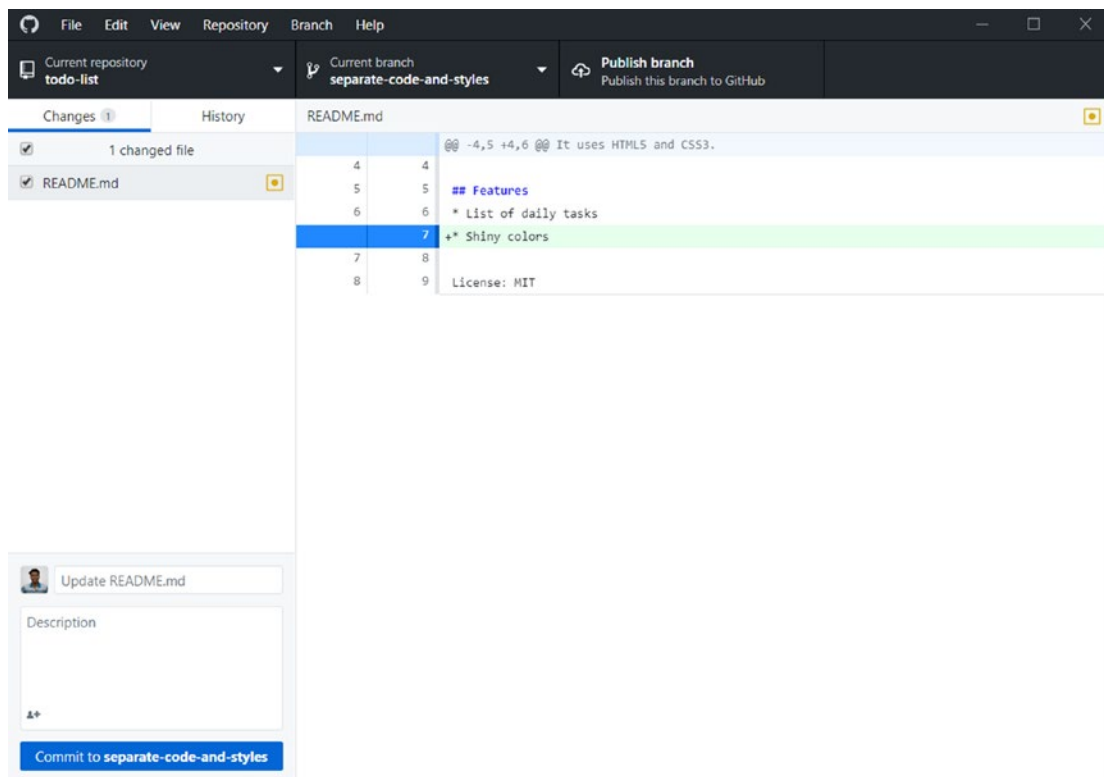 File Edit View Repository Branch Help
Current repository
todo-list
Current branch
separate-code-and-styles
Publish branch
Publish this branch to GitHub
Changes 1 History
README.md
1 changed file
README.md
@@ -4,5 +4,6 @@ It uses HTML5 and CSS3.
4 4
5 5 ## Features
6 6 * List of daily tasks
7 +* Shiny colors
7 8
8 9 License: MIT
Update README.md
Description
Commit to separate-code-and-styles